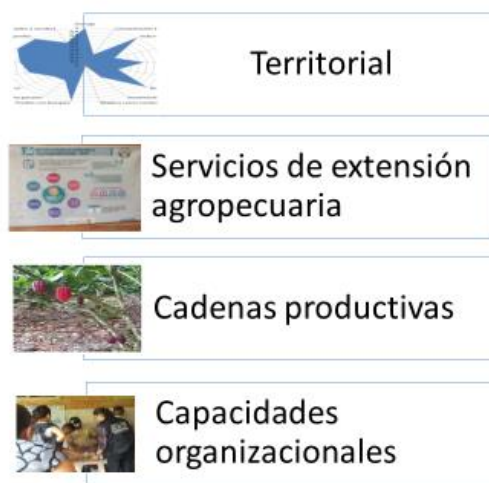 Territorial
Servicios de extensión
agropecuaria
Cadenas productivas
Capacidades
organizacionales